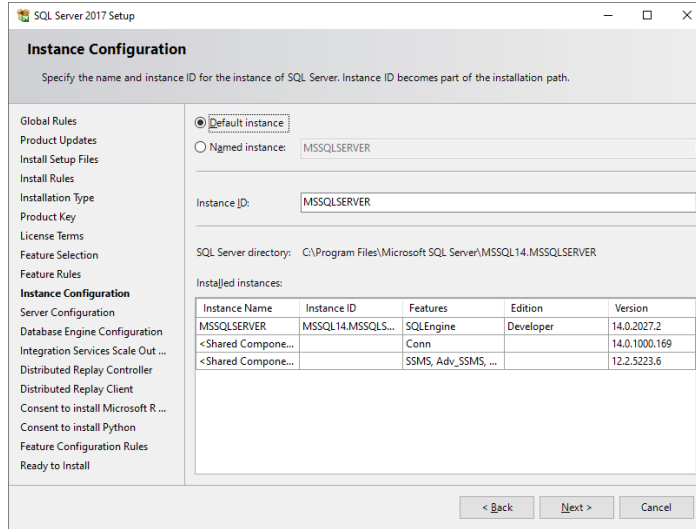 SQL Server 2017 Setup
Instance Configuration
Specify the name and instance ID for the instance of SQL Server. Instance ID becomes part of the installation path.
Global Rules
Product Updates
Install Setup Files
Install Rules
Installation Type
Product Key
License Terms
Feature Selection
Feature Rules
Instance Configuration
Server Configuration
Database Engine Configuration
Integration Services Scale Out ...
Distributed Replay Controller
Distributed Replay Client
Consent to install Microsoft R ...
Consent to install Python
Feature Configuration Rules
Ready to Install
Default instance
Named instance: MSSQLSERVER
Instance ID: MSSQLSERVER
SQL Server directory: C:\Program Files\Microsoft SQL Server\MSSQL14.MSSQLSERVER
Installed instances:
Instance Name Instance ID Features Edition Version
MSSQLSERVER MSSQL14.MSSQLS... SQLEngine Developer 14.0.2027.2
<Shared Compone... Conn 14.0.1000.169
<Shared Compone... SSMS, Adv_SSMS, ... 12.2.5223.6
< Back Next > Cancel